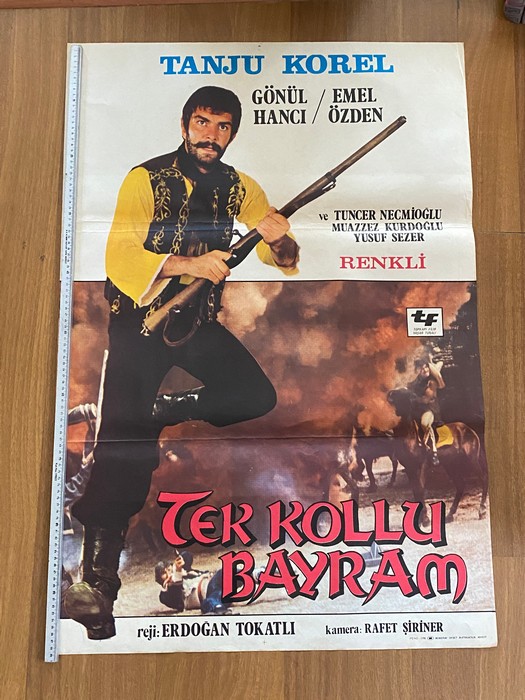 TANJU KOREL
GÖNÜL HANCI / EMEL ÖZDEN
ve TUNCER NECMİOĞLU
MUAZZEZ KURDOĞLU
YUSUF SEZER
RENKLİ
tf
TEK KOLLU
BAYRAM
reji: ERDOĞAN TOKATLI
kamera: RAFET ŞİRİNER